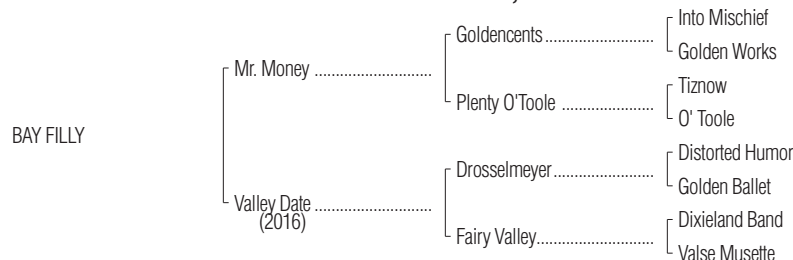 Into Mischief
Goldencents
Golden Works
Mr. Money
Tiznow
Plenty O'Toole
O' Toole
BAY FILLY
Distorted Humor
Drosselmeyer
Golden Ballet
Valley Date
(2016)
Dixieland Band
Fairy Valley
Valse Musette